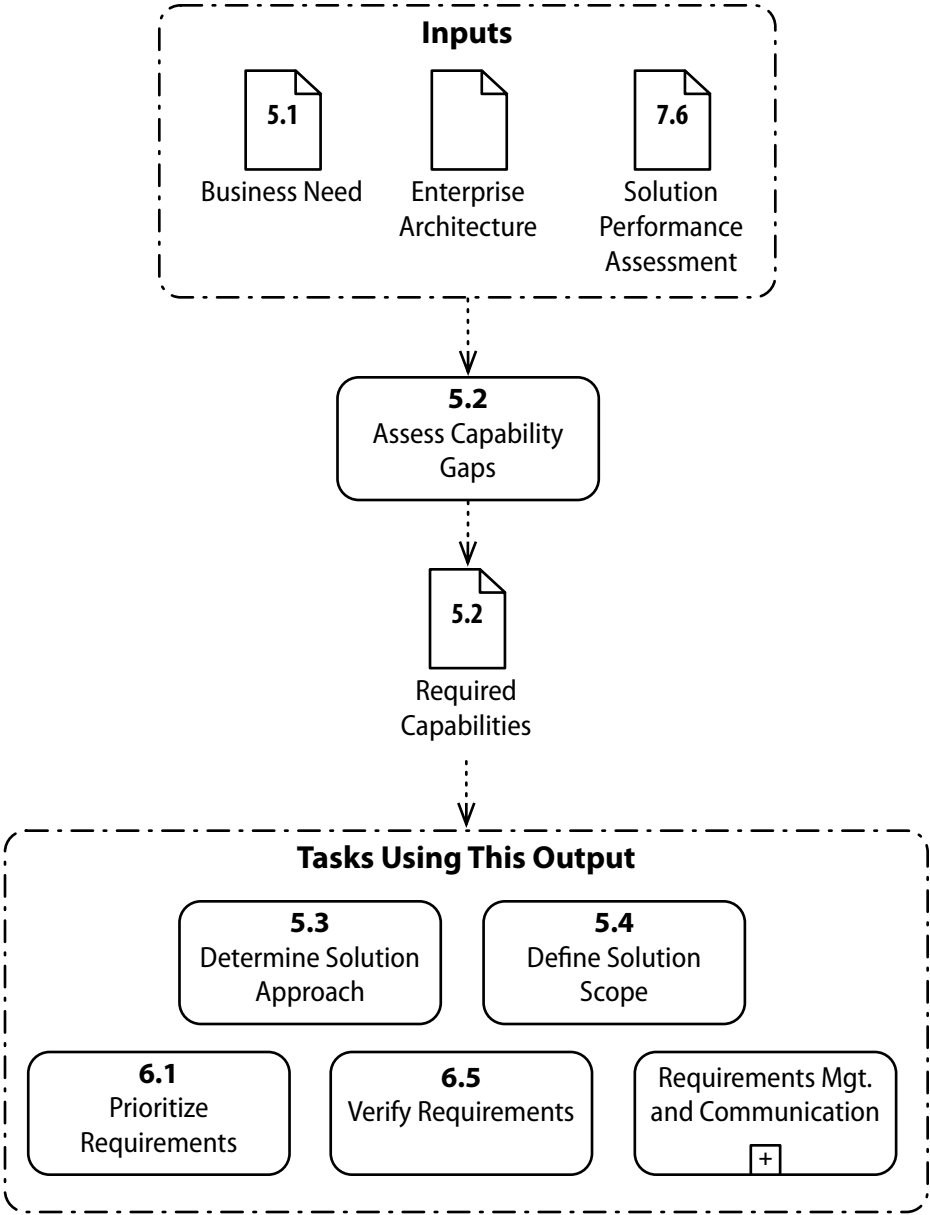 Inputs
5.1
7.6
Business Need
Enterprise
Architecture
Solution
Performance
Assessment
5.2
Assess Capability
Gaps
5.2
Required
Capabilities
Tasks Using This Output
5.3
Determine Solution
Approach
5.4
Define Solution
Scope
6.1
Prioritize
Requirements
6.5
Verify Requirements
Requirements Mgt.
and Communication
+